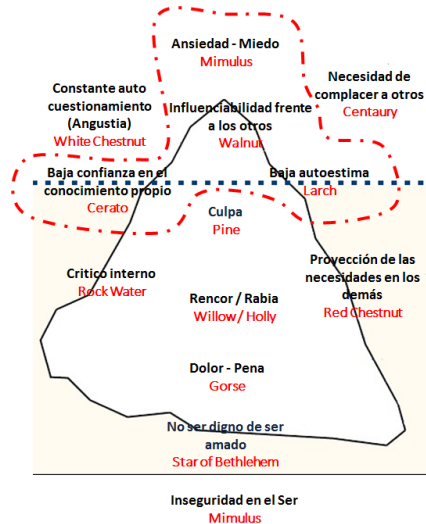 Ansiedad - Miedo
Mimulus
Constante auto
cuestionamiento
(Angustia)
White Chestnut
Necesidad de
complacer a otros
Centaury
Influenciabilidad frente
a los otros
Walnut
Baja confianza en el
conocimiento propio
Cerato
Baja autoestima
Larch
Culpa
Pine
Critico interno
Rock Water
Proyección de las
necesidades en los
demás
Red Chestnut
Rencor / Rabia
Willow / Holly
Dolor - Pena
Gorse
No ser digno de ser
amado
Star of Bethlehem
Inseguridad en el Ser
Mimulus